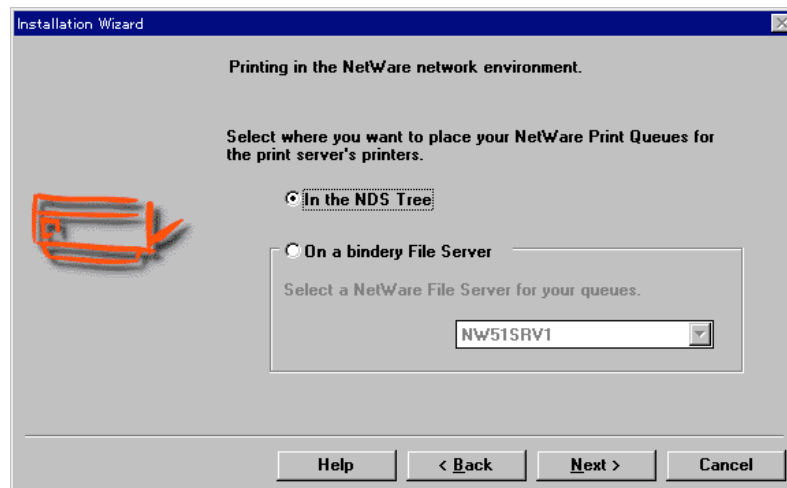 Installation Wizard
Printing in the NetWare network environment.
Select where you want to place your NetWare Print Queues for
the print server's printers.
In the NDS Tree
On a bindery File Server
Select a NetWare File Server for your queues.
NW51SRV1
Help
< Back
Next >
Cancel